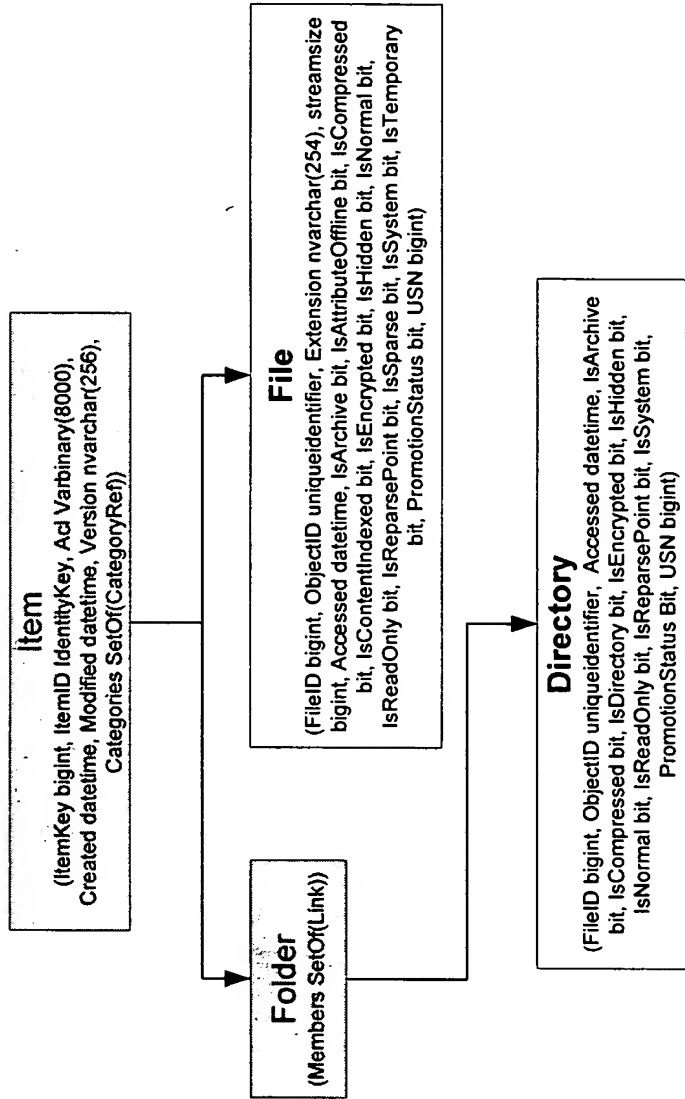 Item
(ItemKey bigint, ItemID IdentityKey, Acl Varbinary(8000),
Created datetime, Modified datetime, Version nvarchar(256),
Categories SetOf(CategoryRef))
Folder
(Members SetOf(Link))
File
(FileID bigint, ObjectID uniqueidentifier, Extension nvarchar(254), streamsize
bigint, Accessed datetime, IsArchive bit, IsAttributeOffline bit, IsCompressed
bit, IsContentIndexed bit, IsEncrypted bit, IsHidden bit, IsNormal bit,
IsReadOnly bit, IsReparsePoint bit, IsSparse bit, IsSystem bit, IsTemporary
bit, PromotionStatus bit, USN bigint)
Directory
(FileID bigint, ObjectID uniqueidentifier, Accessed datetime, IsArchive
bit, IsCompressed bit, IsDirectory bit, IsEncrypted bit, IsHidden bit,
IsNormal bit, IsReadOnly bit, IsReparsePoint bit, IsSystem bit,
PromotionStatus Bit, USN bigint)